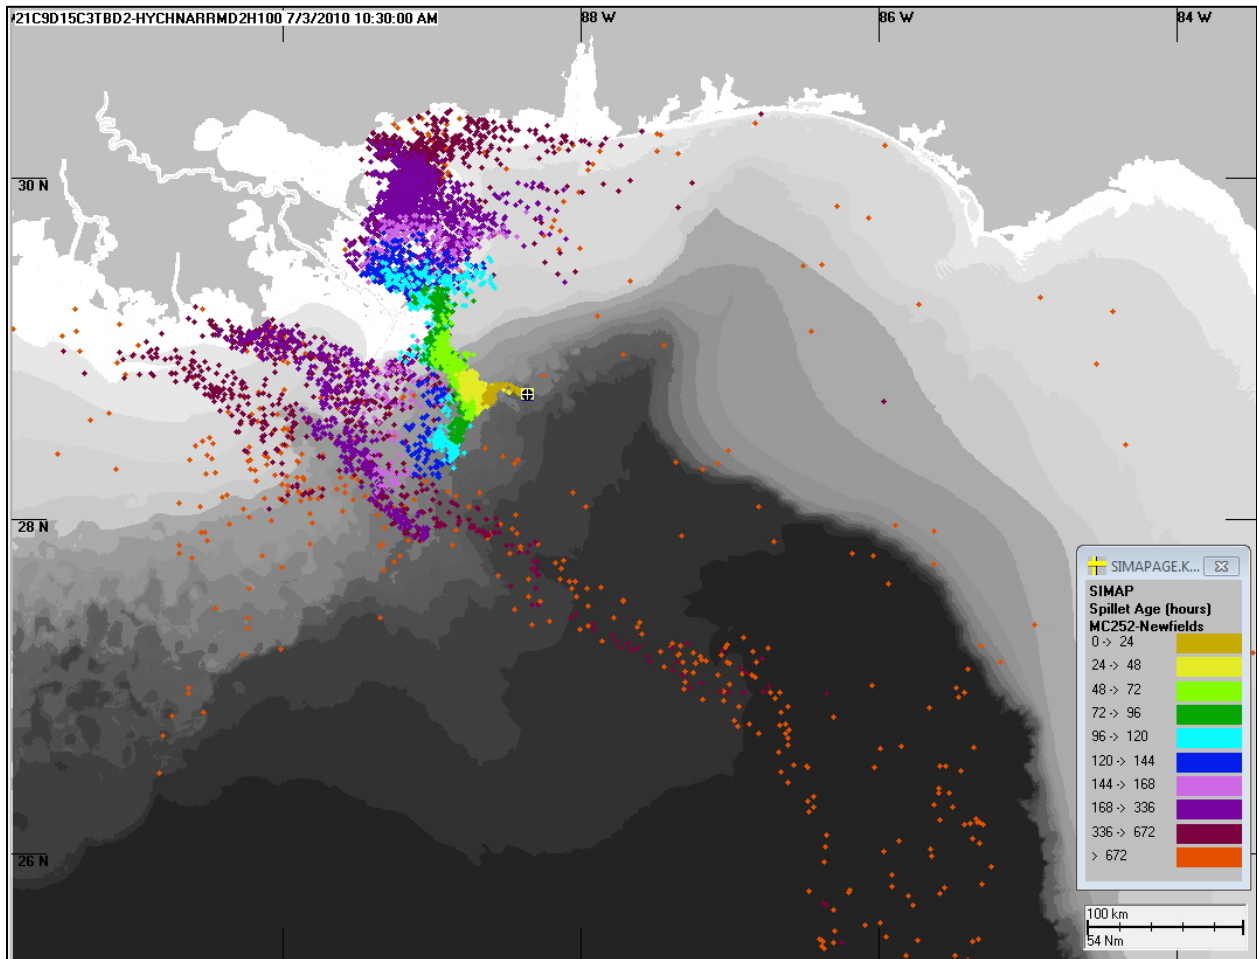 /21C9D15C3TBD2-HYCHNARRMD2H100 7/3/2010 10:30:00 AM
88 W
86 W
84 W
30 N
28 N
26 N
SIMAPAGE.K...
SIMAP
Spillet Age (hours)
MC252-Newfields
0 -> 24
24 -> 48
48 -> 72
72 -> 96
96 -> 120
120 -> 144
144 -> 168
168 -> 336
336 -> 672
> 672
100 km
54 Nm